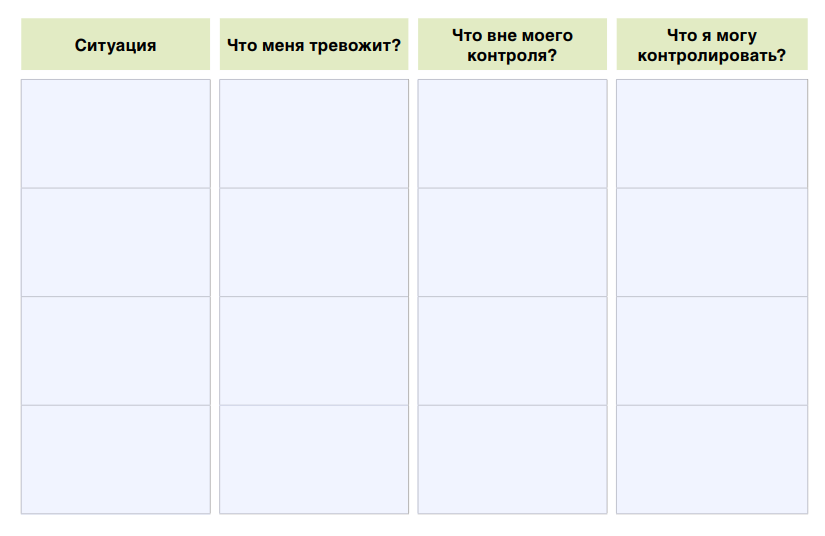 Ситуация
Что меня тревожит?
Что вне моего
контроля?
Что я могу
контролировать?